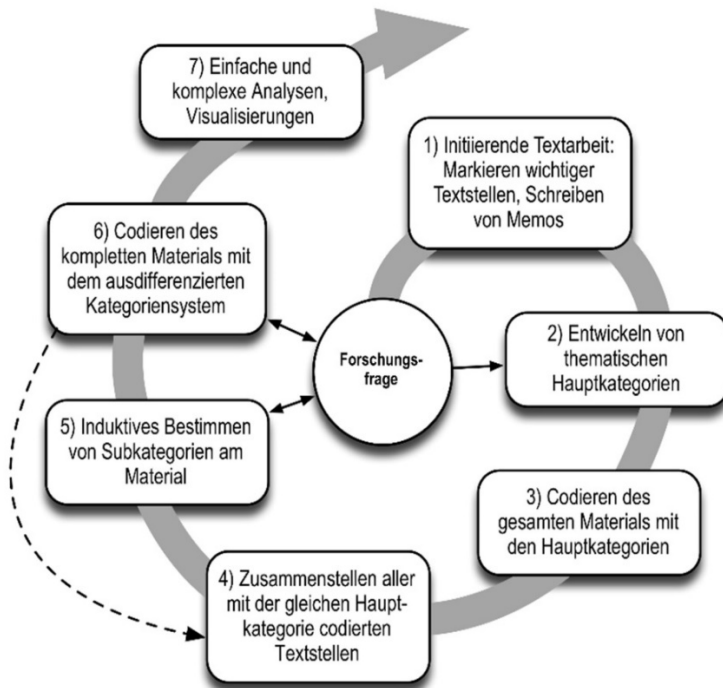 7) Einfache und
komplexe Analysen,
Visualisierungen
1) Initiierende Textarbeit:
Markieren wichtiger
Textstellen, Schreiben
von Memos
6) Codieren des
kompletten Materials mit
dem ausdifferenzierten
Kategoriensystem
Forschungs-
frage
2) Entwickeln von
thematischen
Hauptkategorien
5) Induktives Bestimmen
von Subkategorien am
Material
3) Codieren des
gesamten Materials mit
den Hauptkategorien
4) Zusammenstellen aller
mit der gleichen Haupt-
kategorie codierten
Textstellen